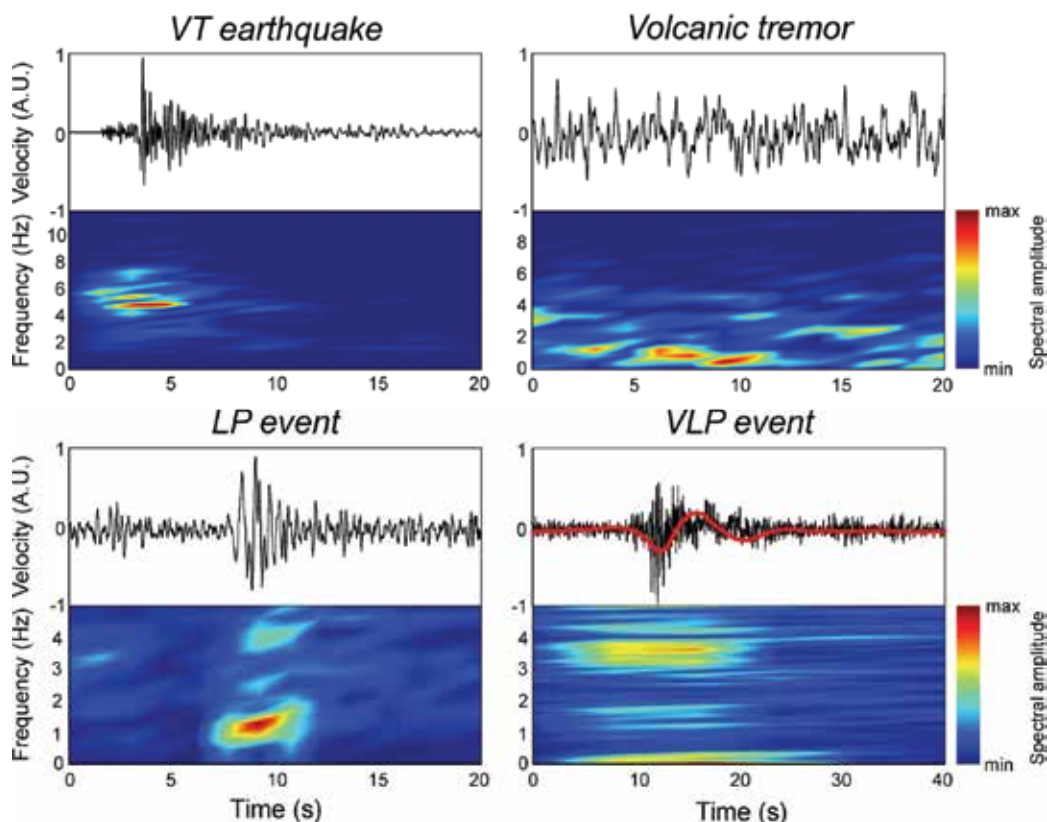 VT earthquake
Volcanic tremor
Velocity (A.U.)
1
0
-1
1
0
-1
Frequency (Hz)
10
8
6
4
2
0
8
6
4
2
0
0 5 10 15 20
0 5 10 15 20
max
min
Spectral amplitude
LP event
VLP event
Velocity (A.U.)
1
0
-1
1
0
-1
Frequency (Hz)
4
3
2
1
0
4
3
2
1
0
0 5 10 15 20
0 10 20 30 40
max
min
Spectral amplitude
Time (s)
Time (s)